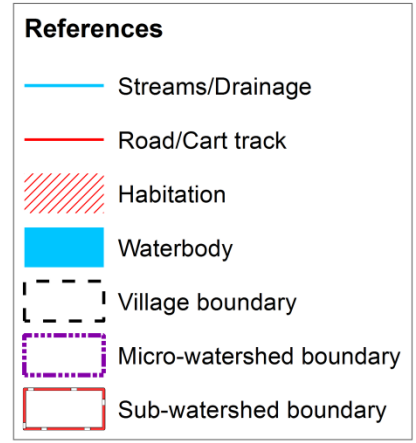 References
Streams/Drainage
Road/Cart track
Habitation
Waterbody
Village boundary
Micro-watershed boundary
Sub-watershed boundary